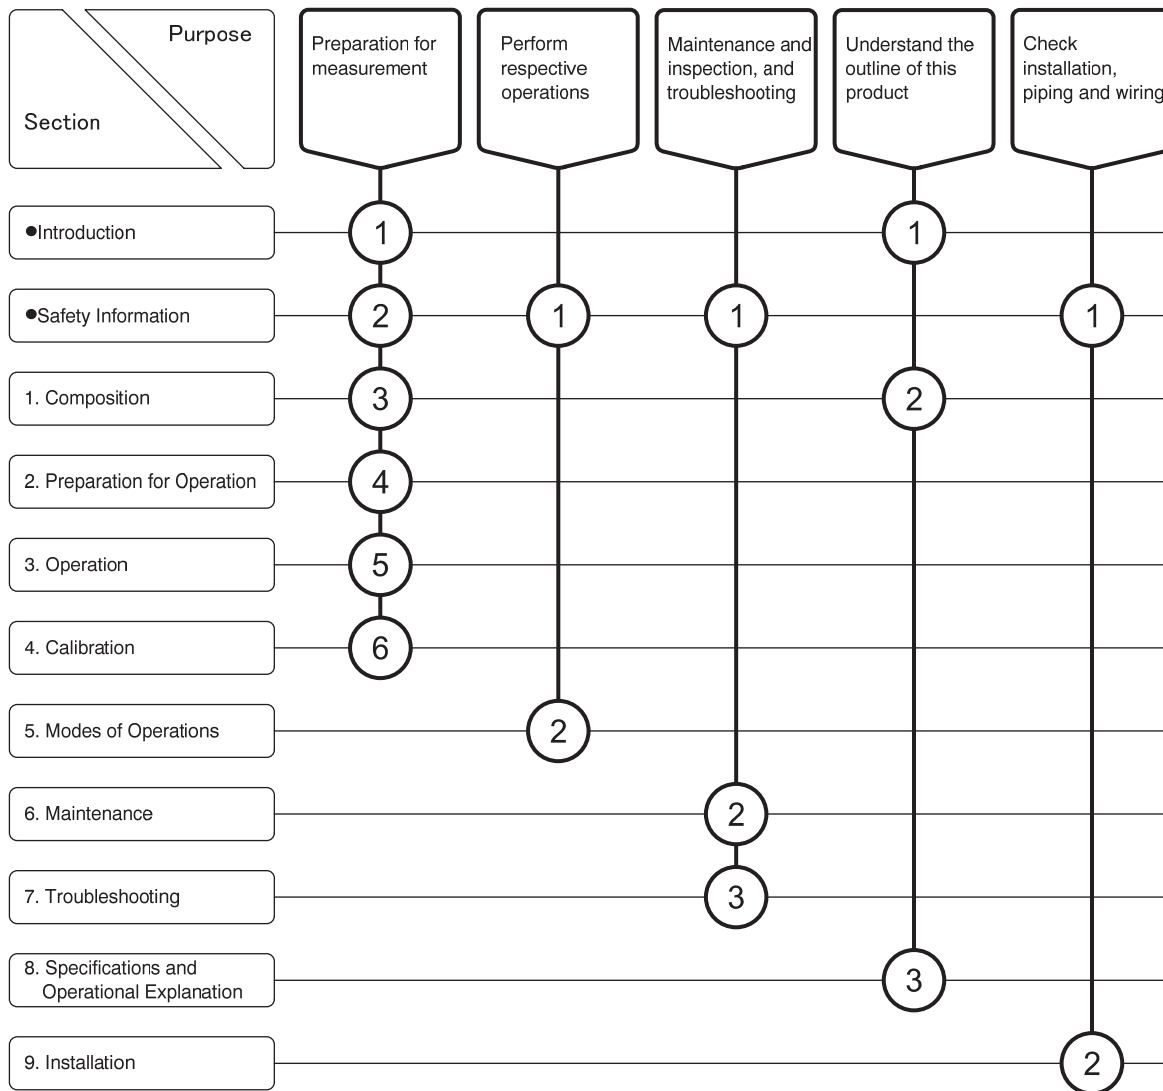 Purpose
Section
Preparation for
measurement
Perform
respective
operations
Maintenance and
inspection, and
troubleshooting
Understand the
outline of this
product
Check
installation,
piping and wiring
●Introduction
1
1
●Safety Information
2
1
1
1
1. Composition
3
2
2. Preparation for Operation
4
3. Operation
5
4. Calibration
6
5. Modes of Operations
2
6. Maintenance
2
7. Troubleshooting
3
8. Specifications and
Operational Explanation
3
9. Installation
2